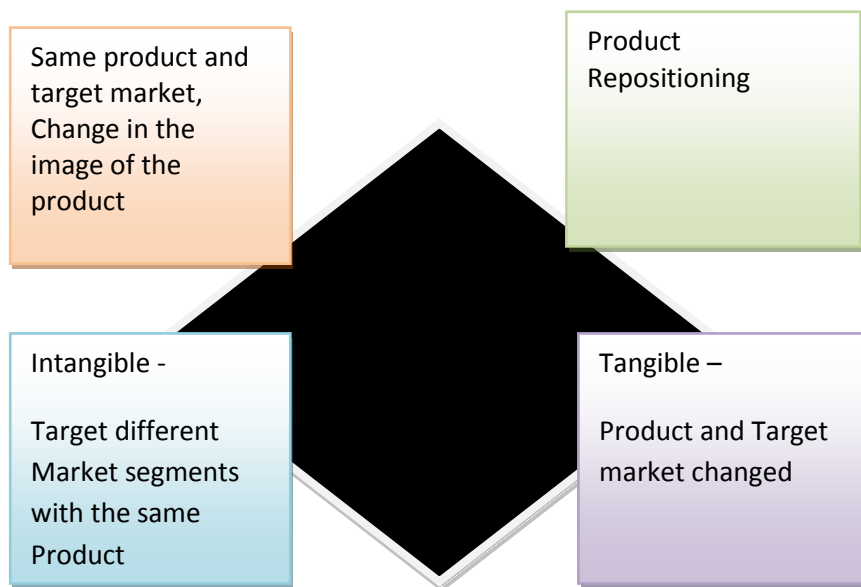 Same product and
target market,
Change in the
image of the
product
Product
Repositioning
Intangible -
Target different
Market segments
with the same
Product
Tangible –
Product and Target
market changed